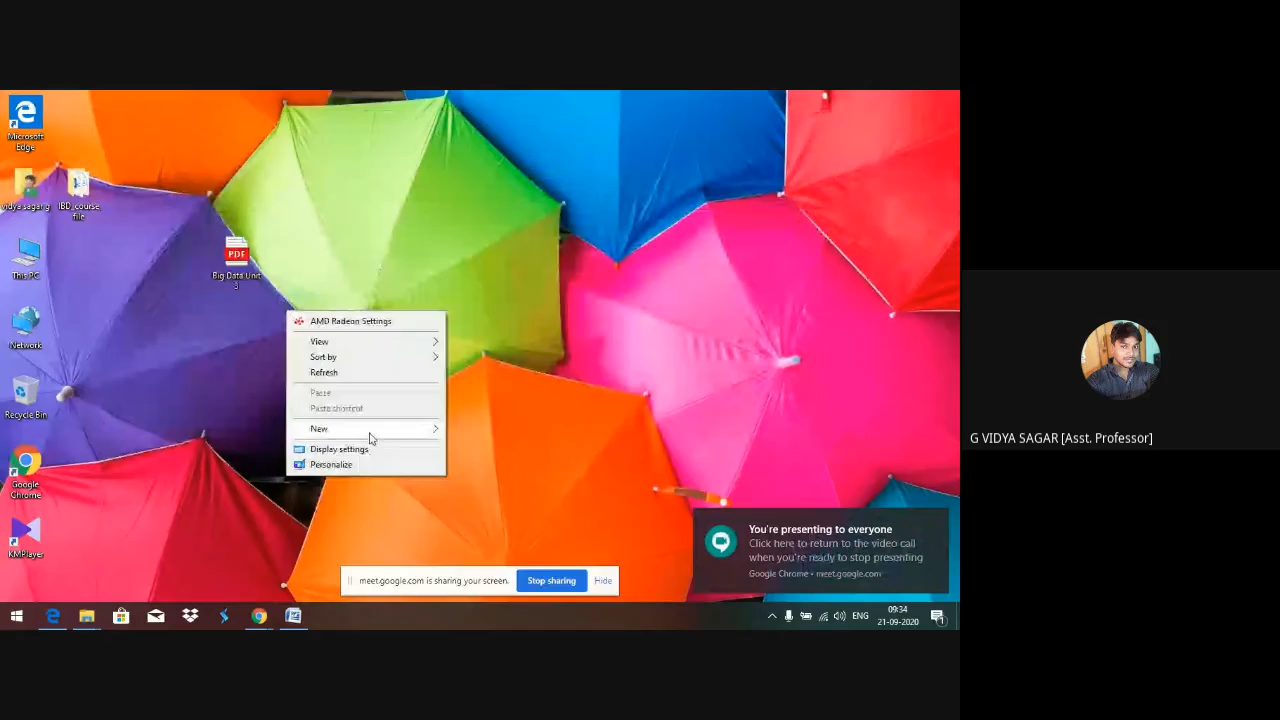 Microsoft
Edge
vidya sagar g
IBD_course
file
This PC
Big Data Unit
3
PDF
Network
Recycle Bin
Google
Chrome
KMPlayer
AMD Radeon Settings
View
Sort by
Refresh
Paste
Paste shortcut
New
Display settings
Personalize
You're presenting to everyone
Click here to return to the video call
when you're ready to stop presenting
Google Chrome • meet.google.com
meet.google.com is sharing your screen.
Stop sharing
Hide
ENG
09:34
21-09-2020
1
G VIDYA SAGAR [Asst. Professor]